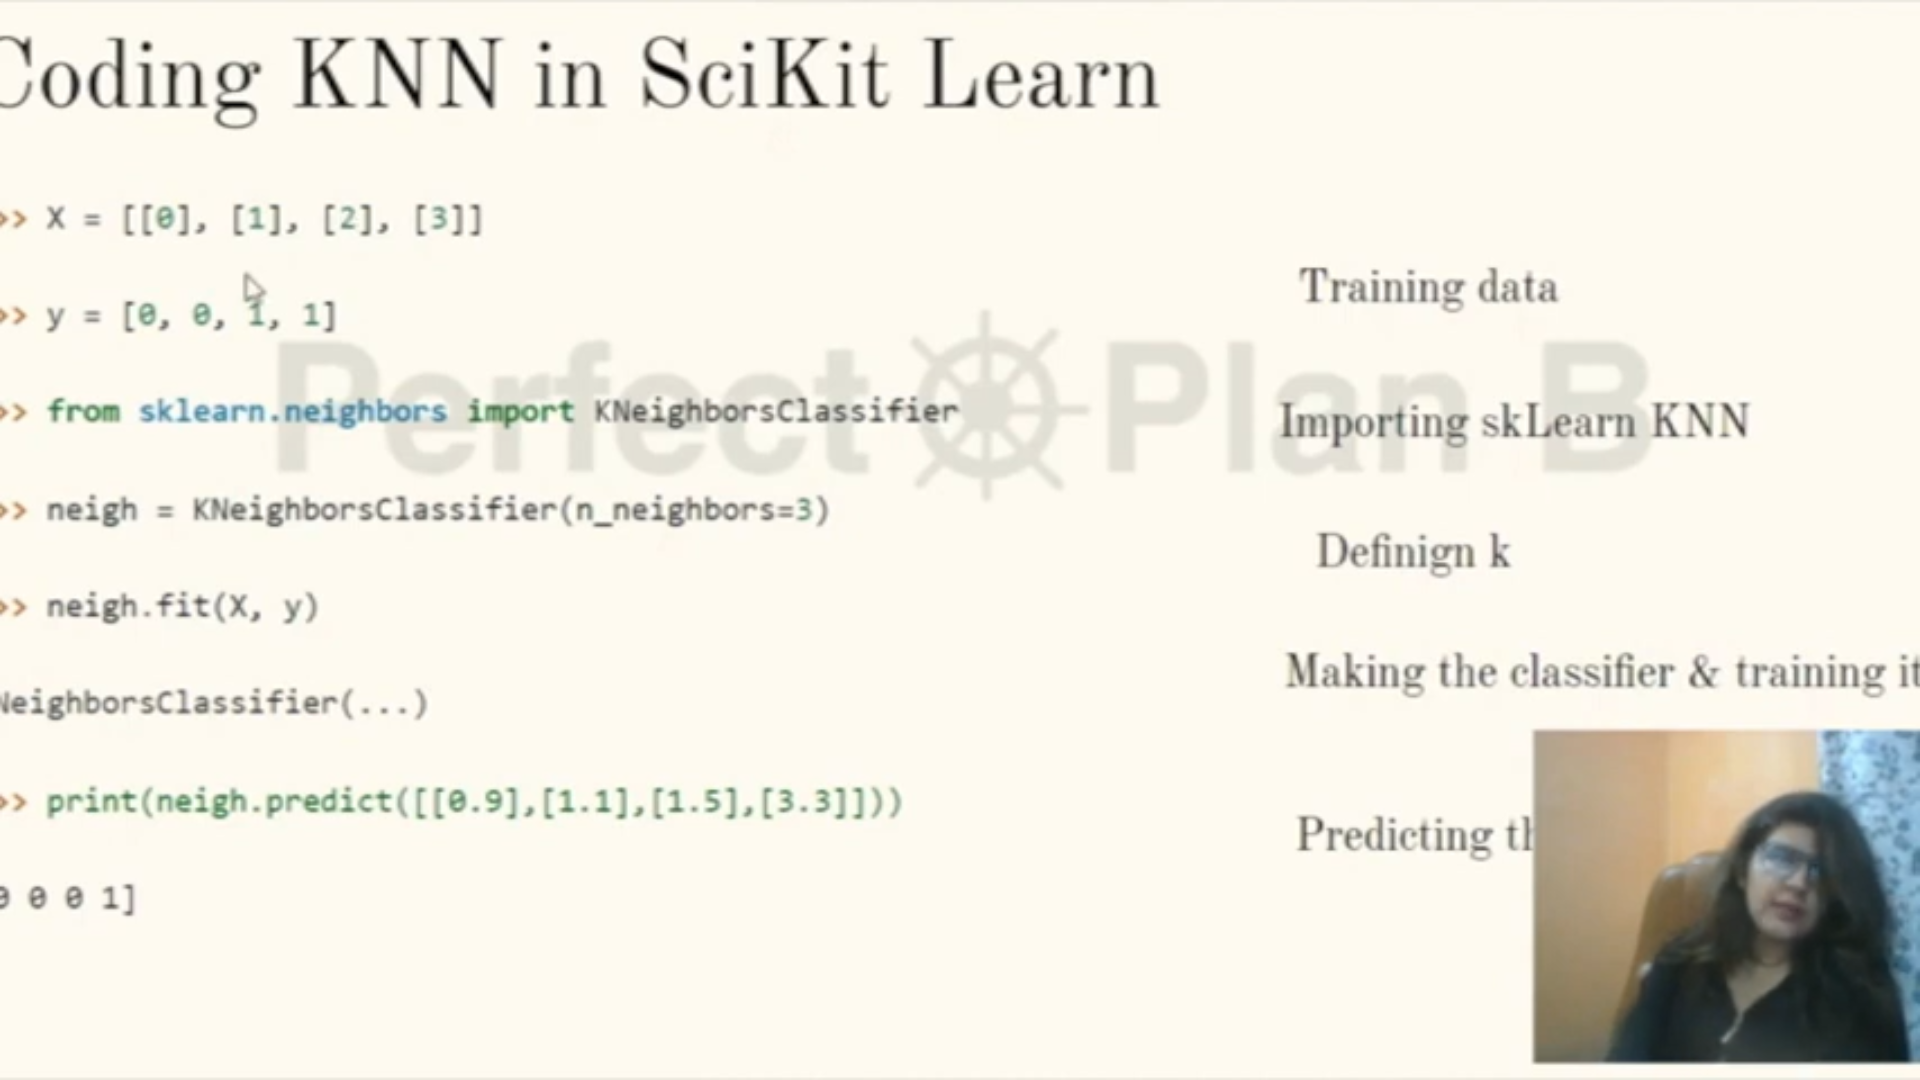 Coding KNN in SciKit Learn
>> X = [[0], [1], [2], [3]]
>> y = [0, 0, 1, 1]
>> from sklearn.neighbors import KNeighborsClassifier
>> neigh = KNeighborsClassifier(n_neighbors=3)
>> neigh.fit(X, y)
NeighborsClassifier(...)
>> print(neigh.predict([[0.9],[1.1],[1.5],[3.3]]))
0 0 0 1]
Training data
Importing skLearn KNN
Definign k
Making the classifier & training it
Predicting th
Perfect Plan B